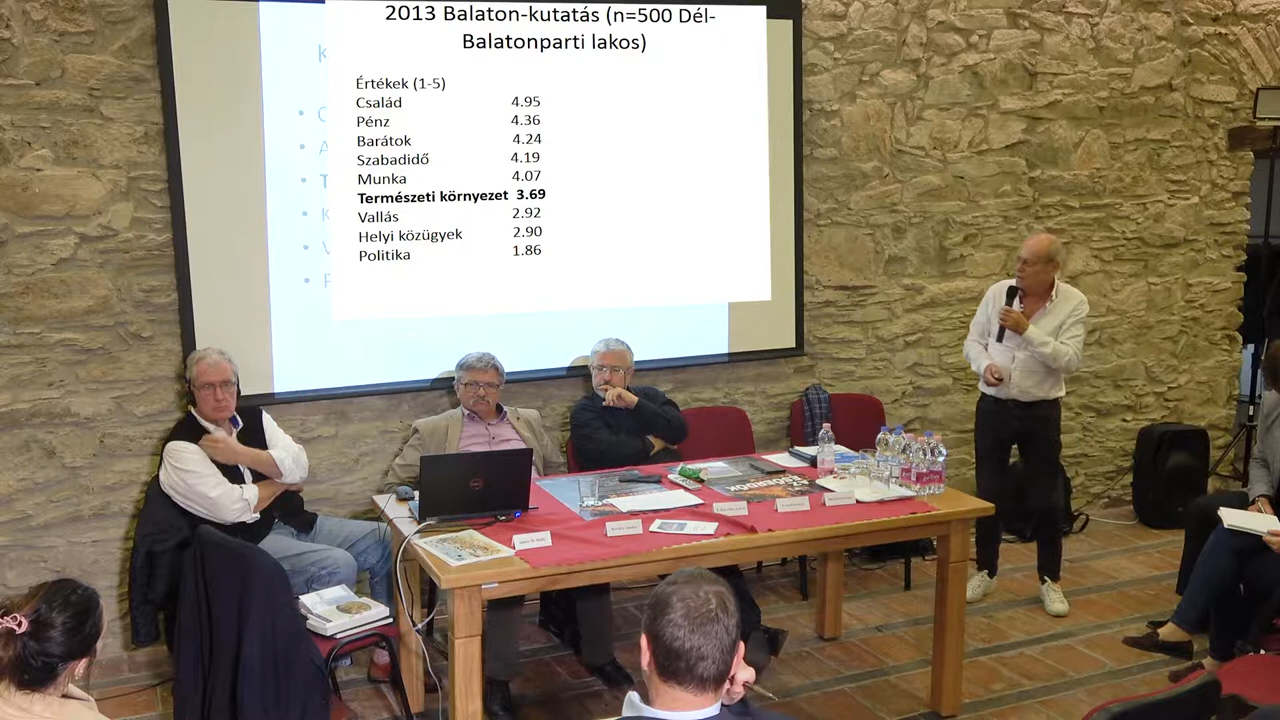 2013 Balaton-kutatás (n=500 Dél-
Balatonparti lakos)
Értékek (1-5)
Család 4.95
Pénz 4.36
Barátok 4.24
Szabadidő 4.19
Munka 4.07
Természeti környezet 3.69
Vallás 2.92
Helyi közügyek 2.90
Politika 1.86
DELL